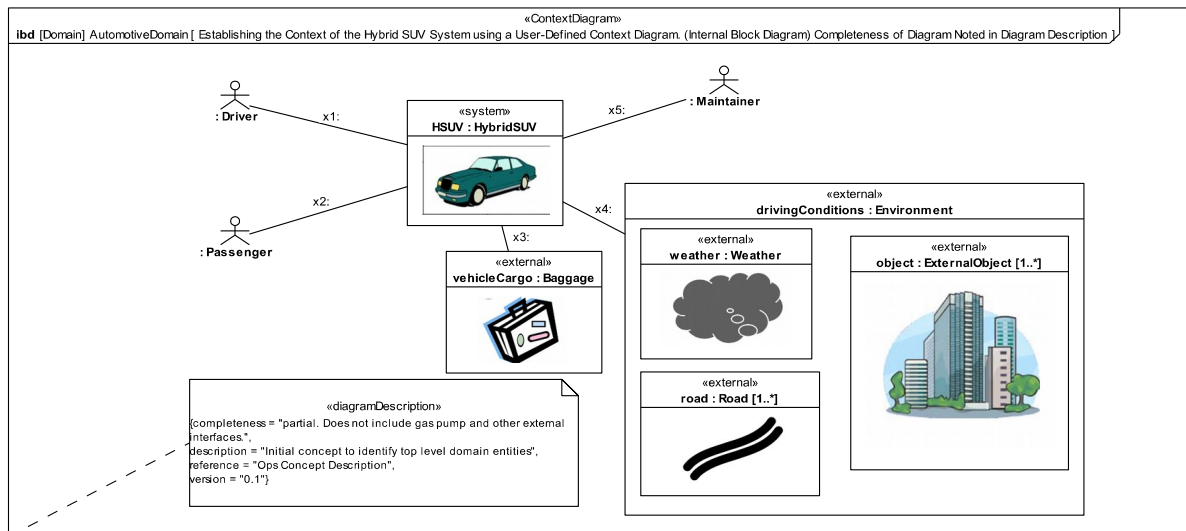 «ContextDiagram»
ibd [Domain] AutomotiveDomain [ Establishing the Context of the Hybrid SUV System using a User-Defined Context Diagram. (Internal Block Diagram) Completeness of Diagram Noted in Diagram Description ]
: Driver
x1:
«system»
HSUV : HybridSUV
x5:
: Maintainer
x2:
: Passenger
x3:
x4:
«external»
vehicleCargo : Baggage
«external»
drivingConditions : Environment
«external»
weather : Weather
«external»
object : ExternalObject [1..*]
«external»
road : Road [1..*]
«diagramDescription»
{completeness = "partial. Does not include gas pump and other external
interfaces.",
description = "Initial concept to identify top level domain entities",
reference = "Ops Concept Description",
version = "0.1"}